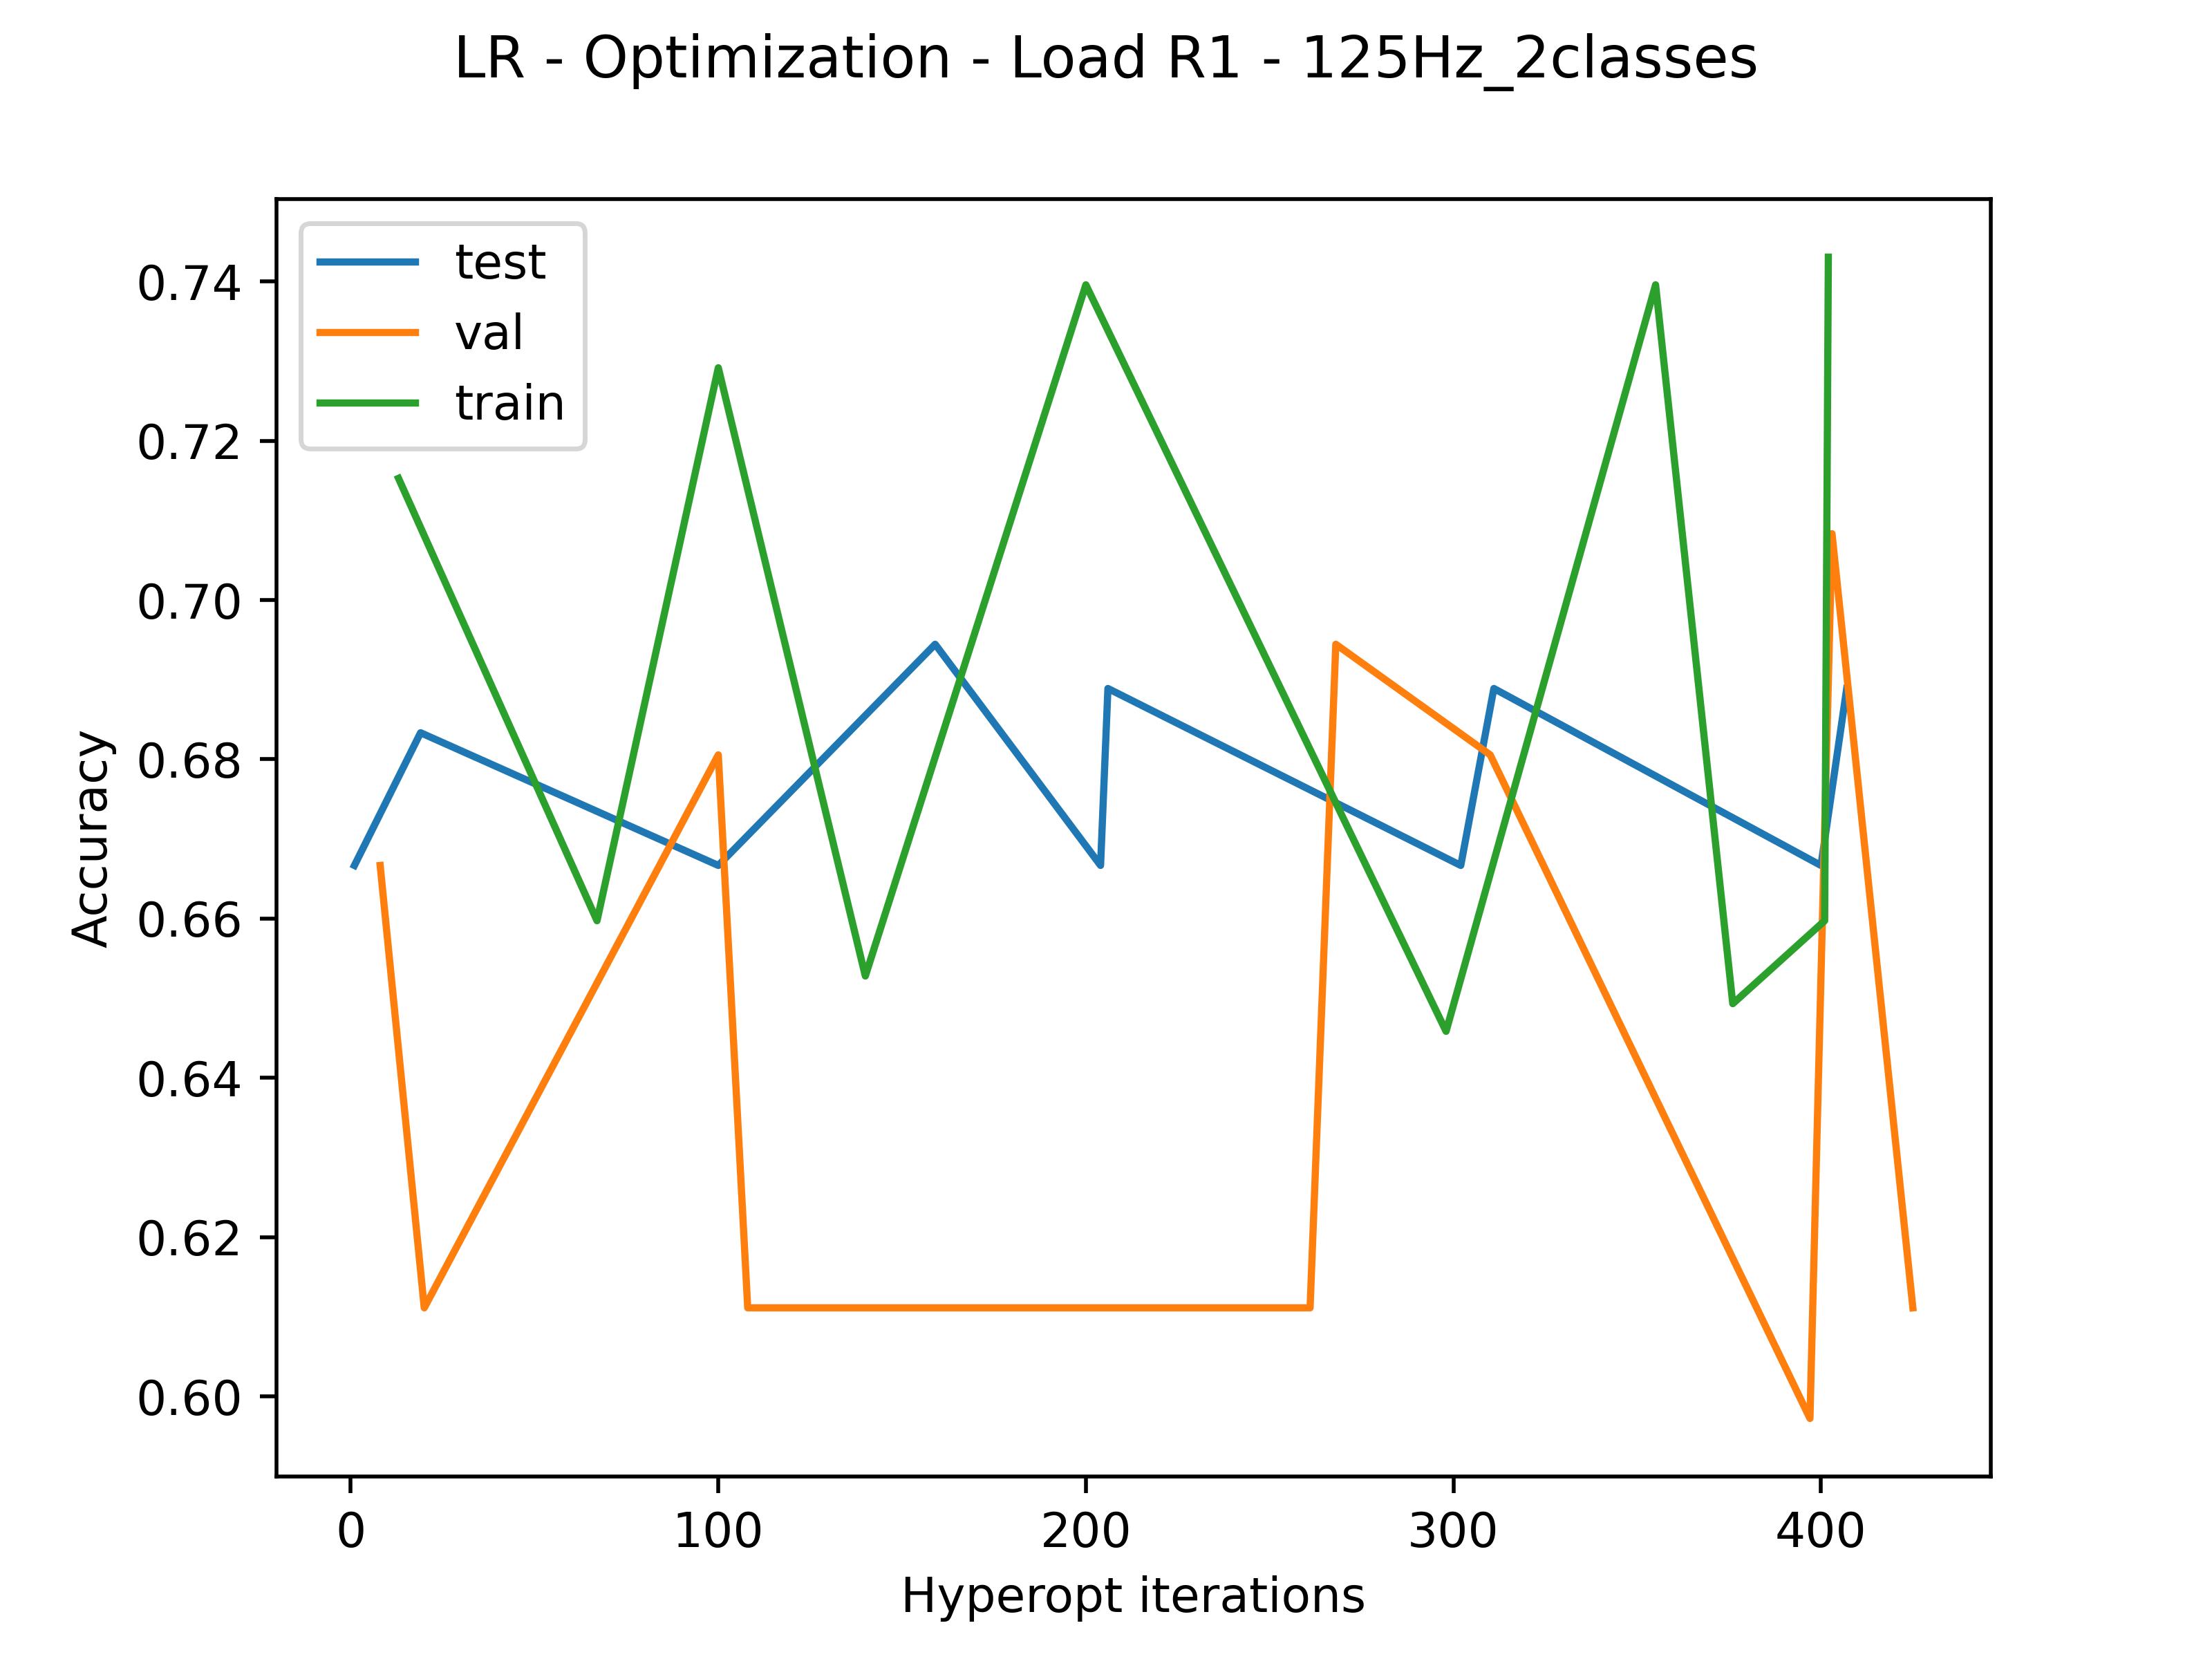 LR - Optimization - Load R1 - 125Hz_2classes
test
val
train
0.74
0.72
0.70
0.68
0.66
0.64
0.62
0.60
Accuracy
0 100 200 300 400
Hyperopt iterations